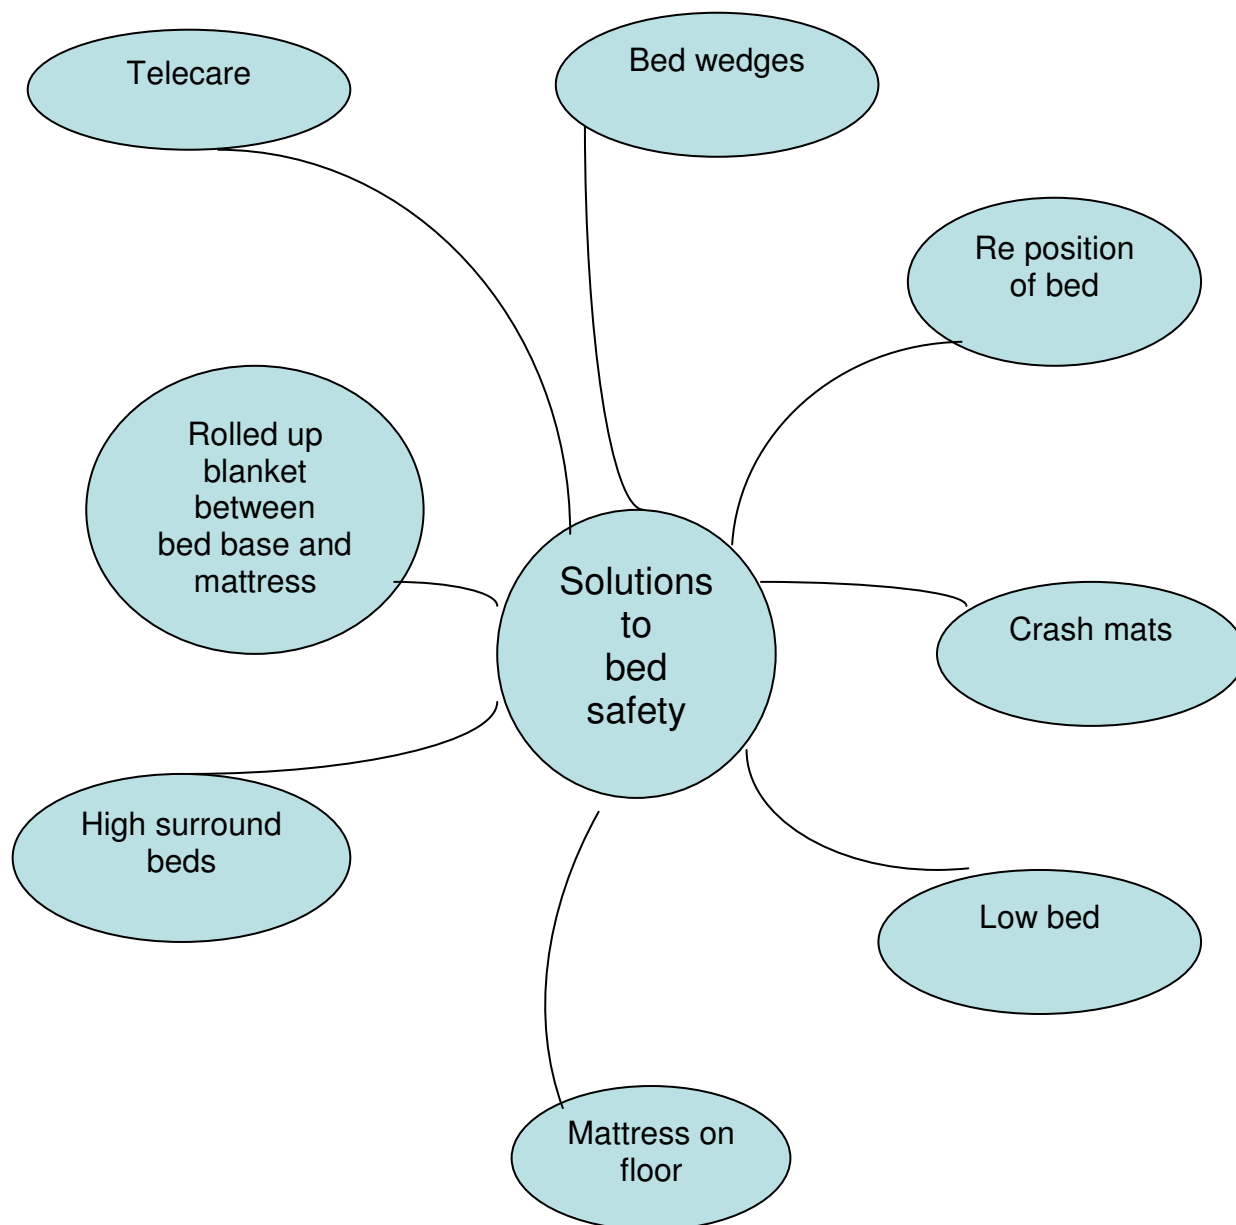 Telecare
Bed wedges
Re position
of bed
Rolled up
blanket
between
bed base and
mattress
Solutions
to
bed
safety
Crash mats
High surround
beds
Low bed
Mattress on
floor